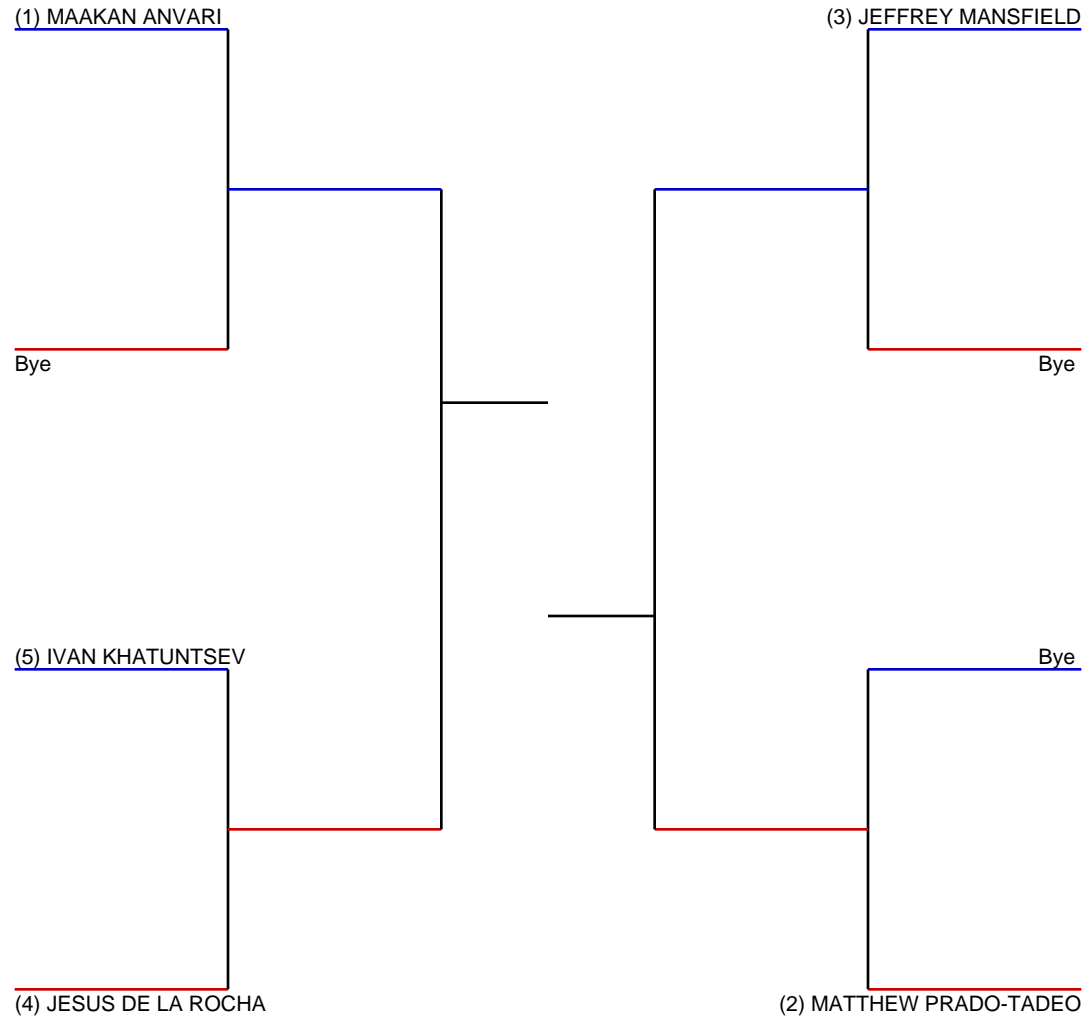 (1) MAAKAN ANVARI
(3) JEFFREY MANSFIELD
Bye
Bye
(5) IVAN KHATUNTSEV
Bye
(4) JESUS DE LA ROCHA
(2) MATTHEW PRADO-TADEO